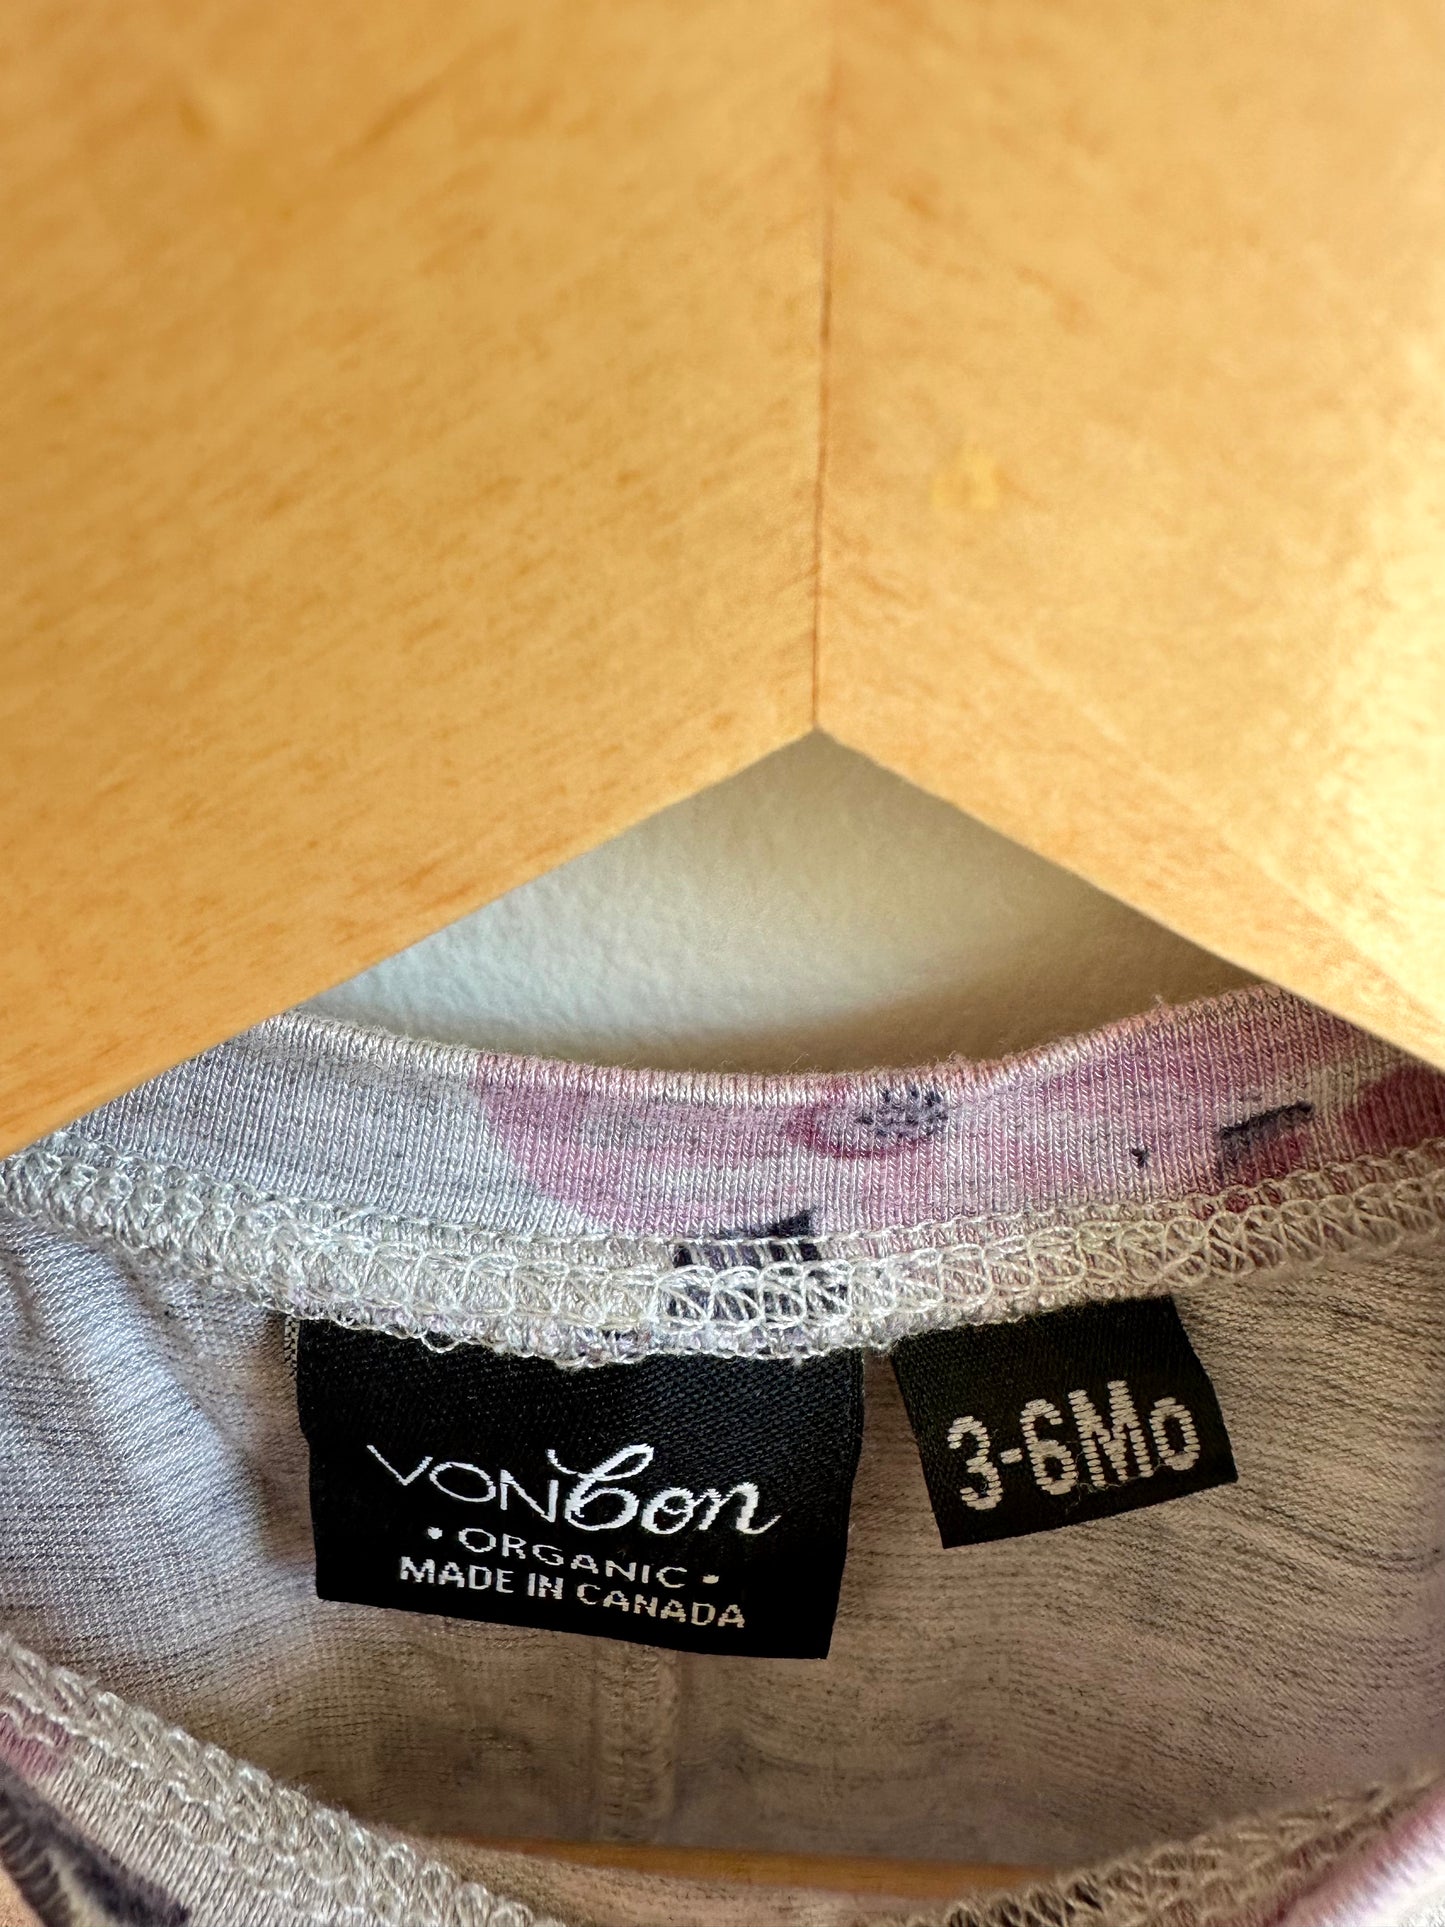 VONbon
• ORGANIC •
MADE IN CANADA
3-6Mo